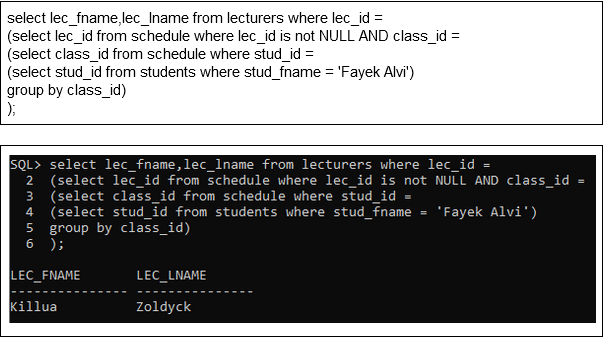 select lec_fname,lec_lname from lecturers where lec_id =
(select lec_id from schedule where lec_id is not NULL AND class_id =
(select class_id from schedule where stud_id =
(select stud_id from students where stud_fname = 'Fayek Alvi')
group by class_id)
);
SQL> select lec_fname,lec_lname from lecturers where lec_id =
2 (select lec_id from schedule where lec_id is not NULL AND class_id =
3 (select class_id from schedule where stud_id =
4 (select stud_id from students where stud_fname = 'Fayek Alvi')
5 group by class_id)
6 );
LEC_FNAME LEC_LNAME
--------------- ---------------
Killua Zoldyck